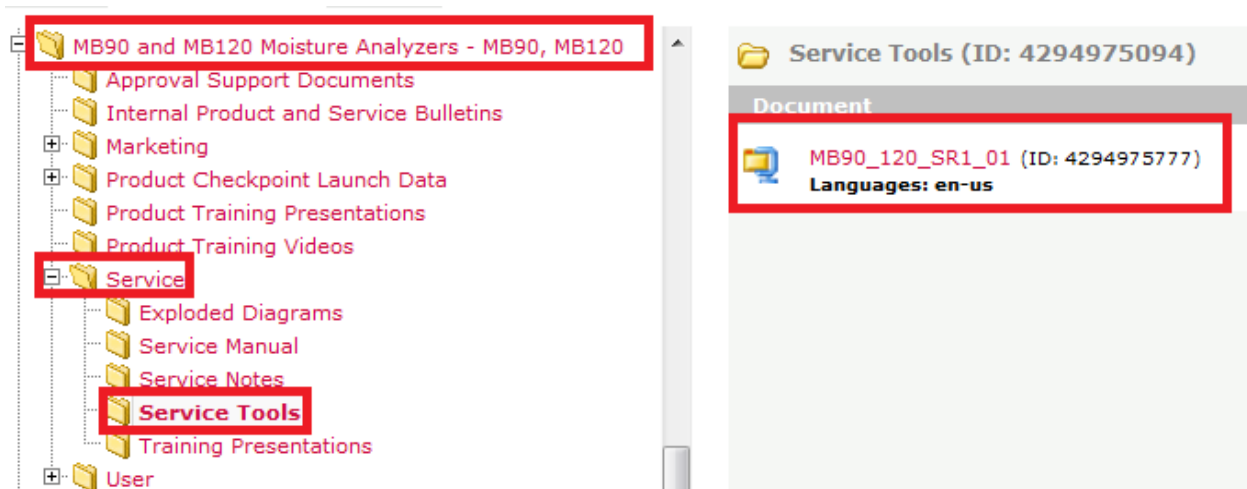 MB90 and MB120 Moisture Analyzers - MB90, MB120
Approval Support Documents
Internal Product and Service Bulletins
Marketing
Product Checkpoint Launch Data
Product Training Presentations
Product Training Videos
Service
Exploded Diagrams
Service Manual
Service Notes
Service Tools
Training Presentations
User
Service Tools (ID: 4294975094)
Document
MB90_120_SR1_01 (ID: 4294975777)
Languages: en-us